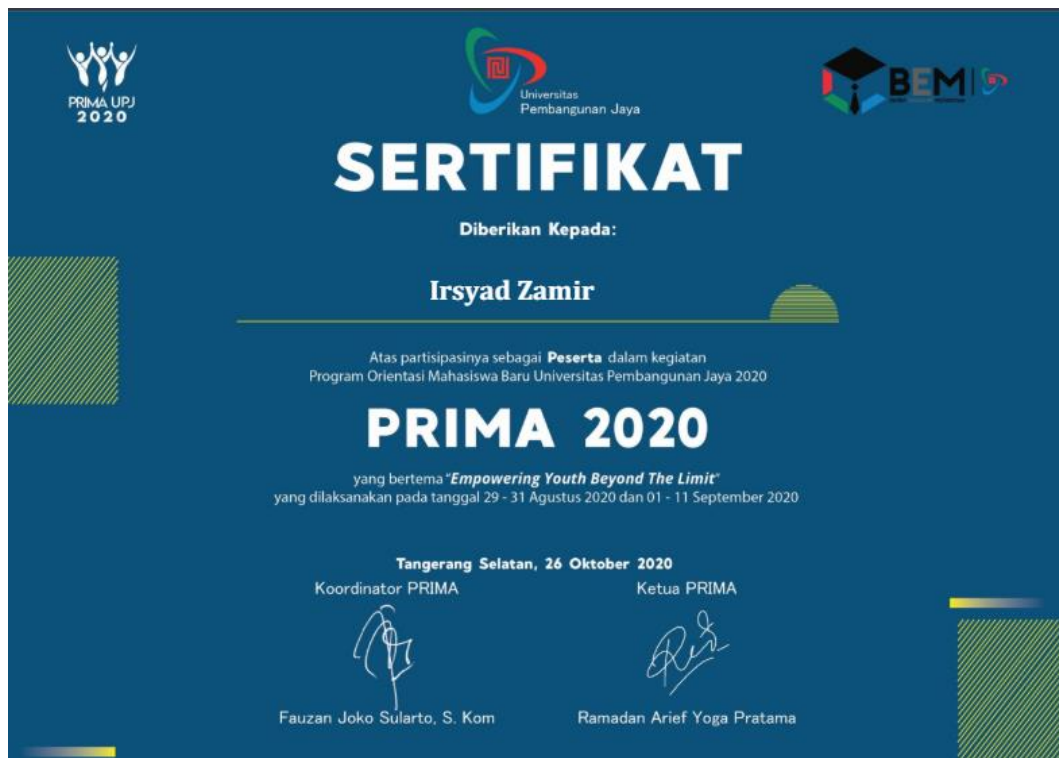 PRIMA UPJ
2020
Universitas
Pembangunan Jaya
BEM
SERTIFIKAT
Diberikan Kepada:
Irsyad Zamir
Atas partisipasinya sebagai Peserta dalam kegiatan
Program Orientasi Mahasiswa Baru Universitas Pembangunan Jaya 2020
PRIMA 2020
yang bertema "Empowering Youth Beyond The Limit"
yang dilaksanakan pada tanggal 29 - 31 Agustus 2020 dan 01 - 11 September 2020
Tangerang Selatan, 26 Oktober 2020
Koordinator PRIMA
Ketua PRIMA
Fauzan Joko Sularto, S. Kom
Ramadan Arief Yoga Pratama